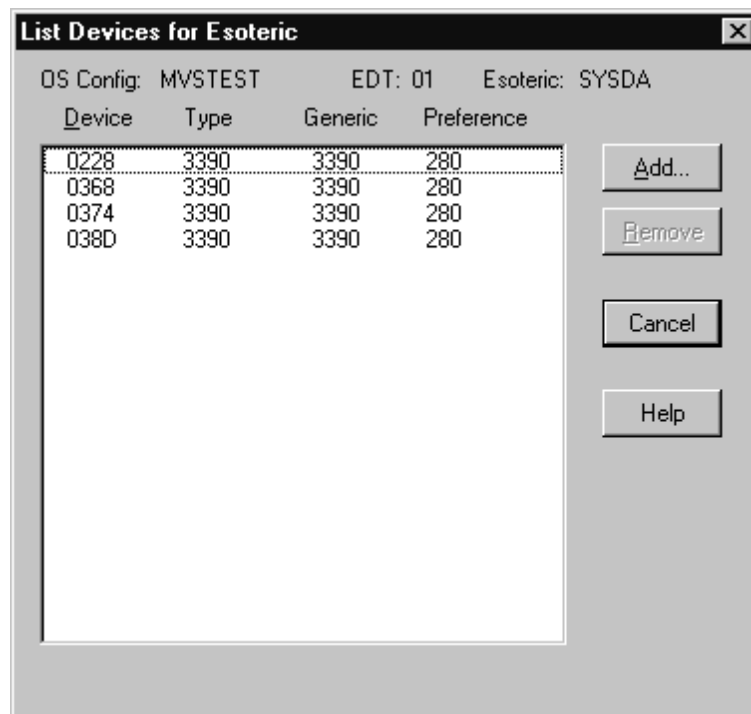 List Devices for Esoteric
OS Config: MVSTEST EDT: 01 Esoteric: SYSDA
Device Type Generic Preference
0228 3390 3390 280
0368 3390 3390 280
0374 3390 3390 280
038D 3390 3390 280
Add...
Remove
Cancel
Help